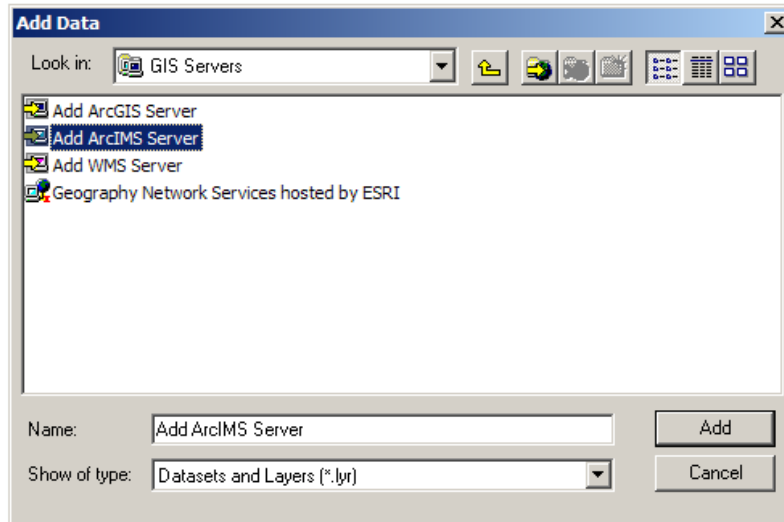 Add Data
Look in: GIS Servers
Add ArcGIS Server
Add ArcIMS Server
Add WMS Server
Geography Network Services hosted by ESRI
Name: Add ArcIMS Server Add
Show of type: Datasets and Layers (*.lyr) Cancel